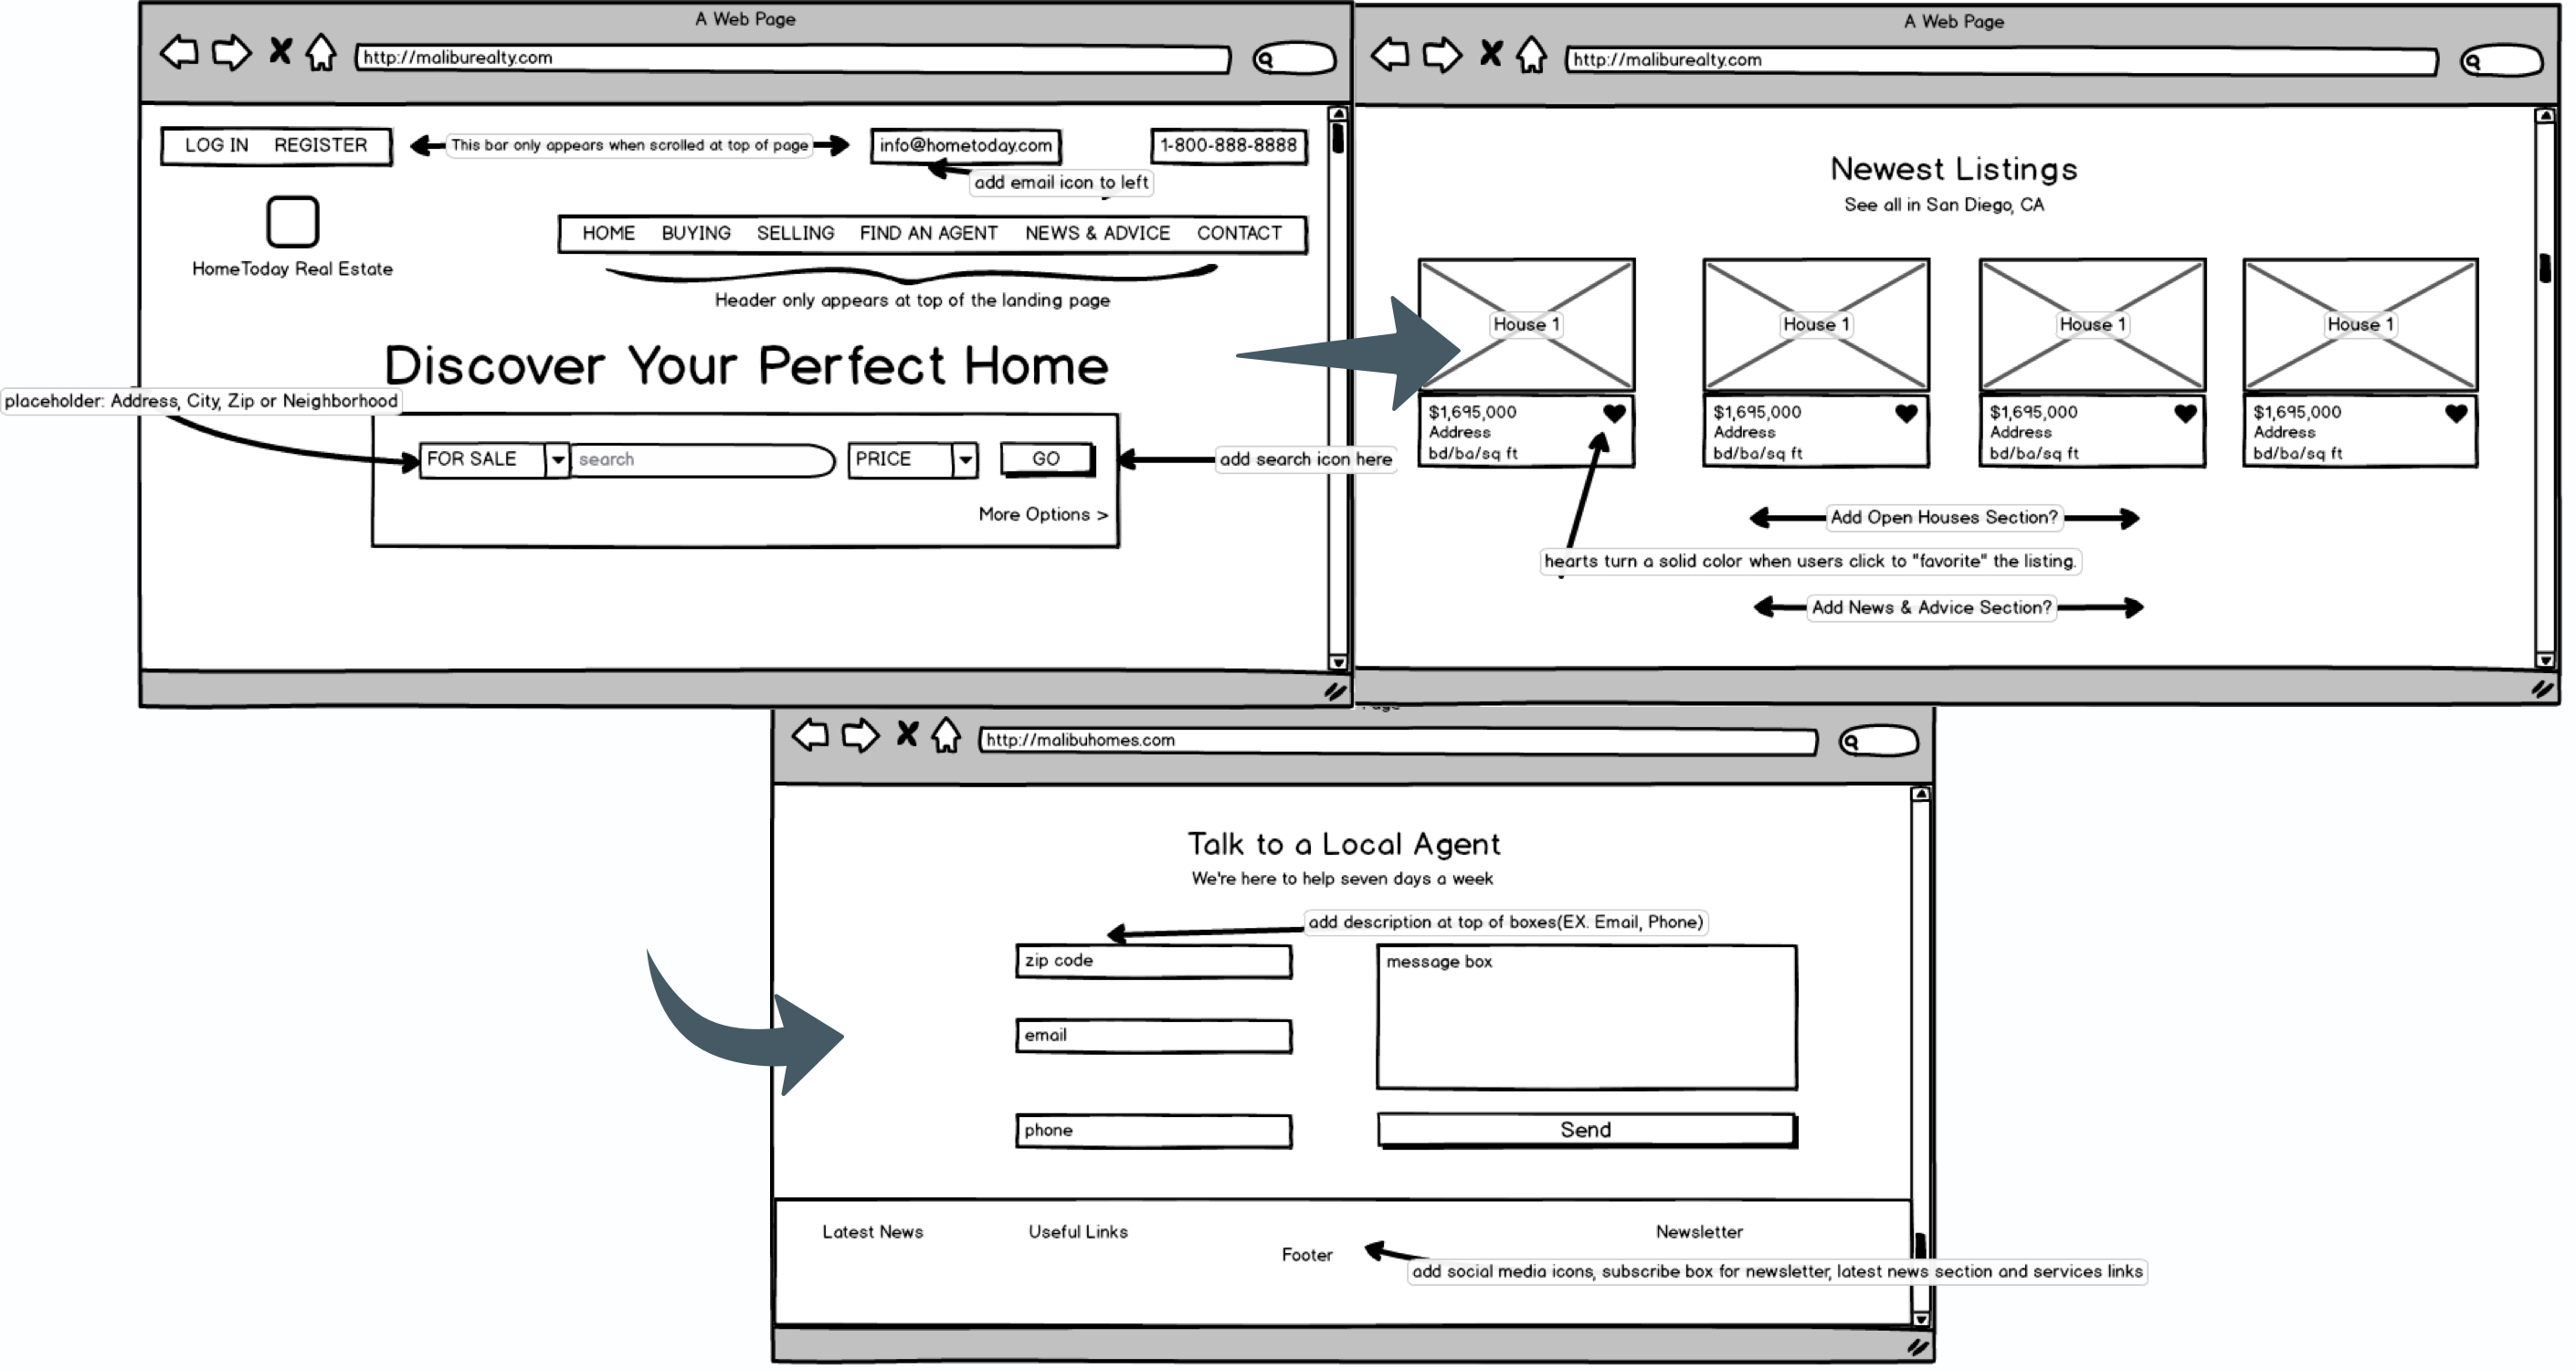 A Web Page
http://maliburealty.com
LOG IN REGISTER
This bar only appears when scrolled at top of page
info@hometoday.com
1-800-888-8888
add email icon to left
HomeToday Real Estate
HOME BUYING SELLING FIND AN AGENT NEWS & ADVICE CONTACT
Header only appears at top of the landing page
Discover Your Perfect Home
placeholder: Address, City, Zip or Neighborhood
FOR SALE search PRICE GO
add search icon here
More Options >
A Web Page
http://maliburealty.com
Newest Listings
See all in San Diego, CA
House 1 House 1 House 1 House 1
$1,695,000 $1,695,000 $1,695,000 $1,695,000
Address Address Address Address
bd/ba/sq ft bd/ba/sq ft bd/ba/sq ft bd/ba/sq ft
Add Open Houses Section?
hearts turn a solid color when users click to "favorite" the listing.
Add News & Advice Section?
http://malibuhomes.com
Talk to a Local Agent
We're here to help seven days a week
add description at top of boxes(EX. Email, Phone)
zip code
message box
email
phone
Send
Latest News Useful Links Newsletter
Footer
add social media icons, subscribe box for newsletter, latest news section and services links